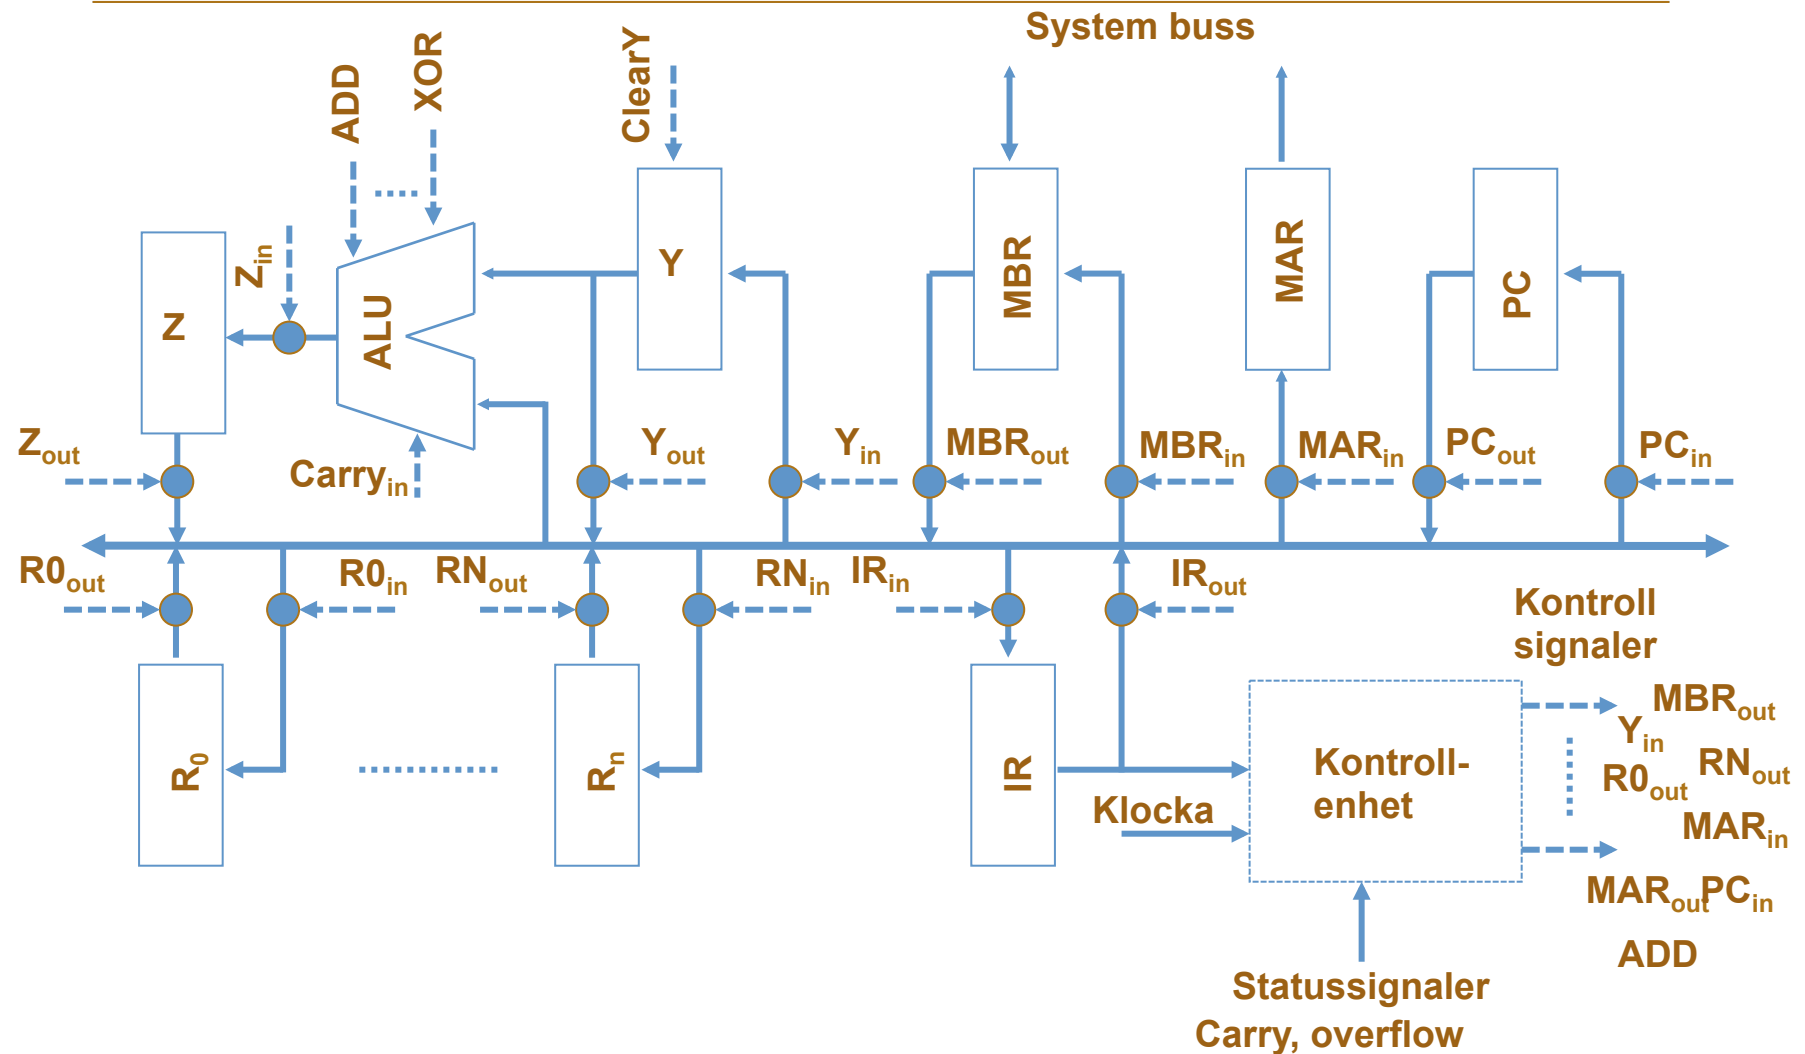 System buss
ADD
XOR
ClearY
Z
Zin
ALU
Y
MBR
MAR
PC
Zout
Carryin
Yout
Yin
MBRout
MBRin
MARin
PCout
PCin
R0out
R0in
RNout
RNin
IRin
IRout
R0
Rn
IR
Klocka
Kontroll-
enhet
Kontroll
signaler
MBRout
Yin
RNout
R0out
MARin
MARout
PCin
ADD
Statussignaler
Carry, overflow